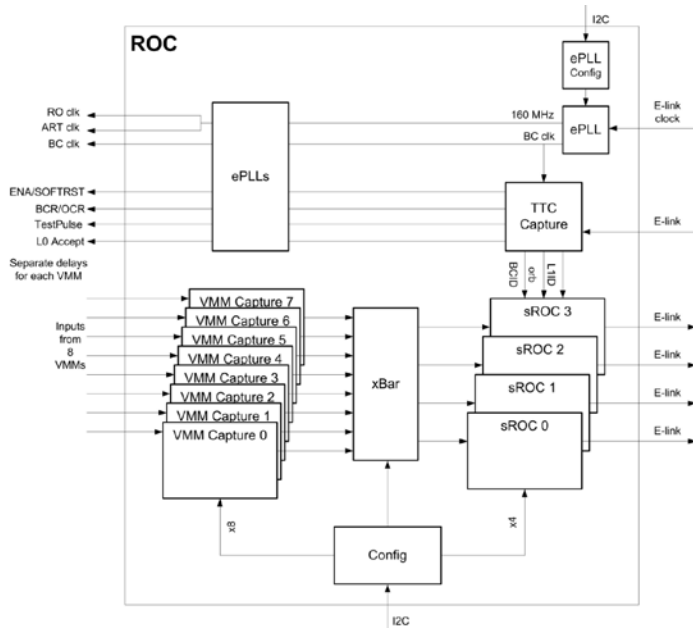 I2C
ROC
ePLL
Config
E-link
clock
RO clk
ART clk
BC clk
160 MHz
BC clk
ePLL
ePLLs
ENA/SOFTRST
BCR/OCR
TestPulse
L0 Accept
TTC
Capture
E-link
Separate delays
for each VMM
BCID
orb
L1ID
Inputs
from
8
VMMs
VMM Capture 7
VMM Capture 6
VMM Capture 5
VMM Capture 4
VMM Capture 3
VMM Capture 2
VMM Capture 1
VMM Capture 0
xBar
sROC 3
sROC 2
sROC 1
sROC 0
E-link
E-link
E-link
E-link
x8
x4
Config
I2C